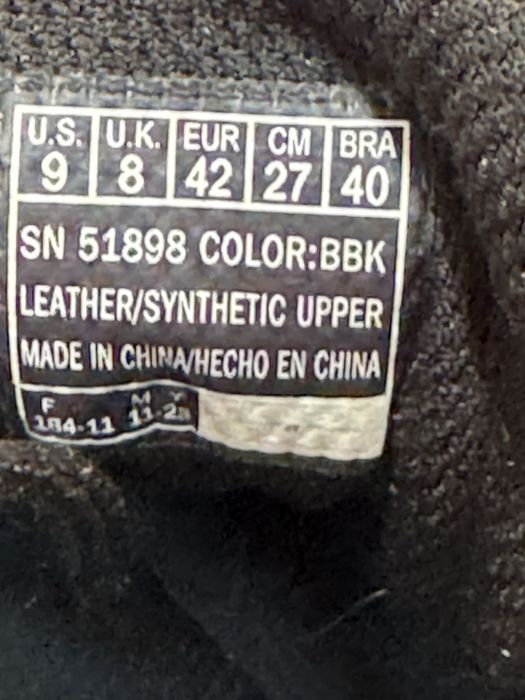 U.S. U.K. EUR CM BRA
9 8 42 27 40
SN 51898 COLOR:BBK
LEATHER/SYNTHETIC UPPER
MADE IN CHINA/HECHO EN CHINA
F M Y